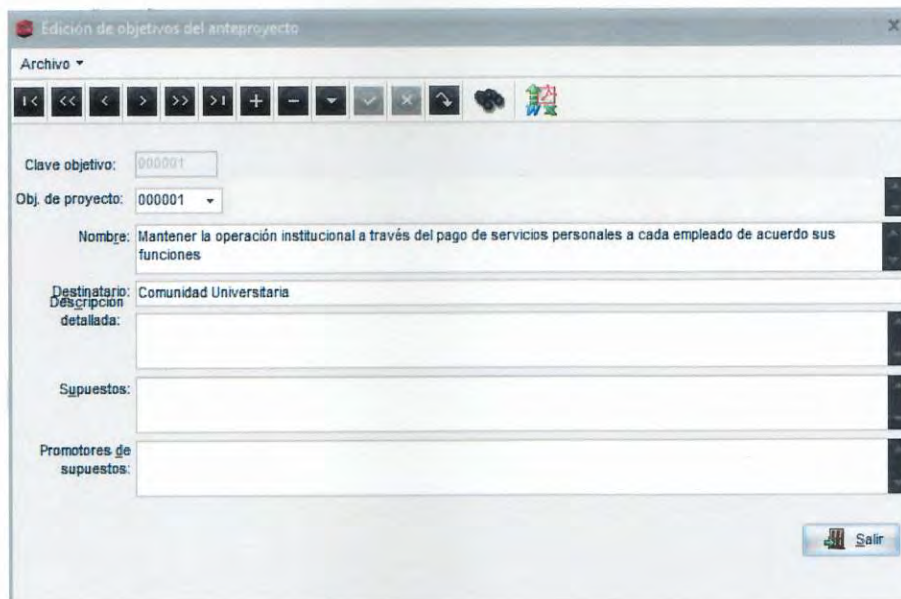 Edición de objetivos del anteproyecto
Archivo
Clave objetivo: 000001
Obj. de proyecto: 000001
Nombre: Mantener la operación institucional a través del pago de servicios personales a cada empleado de acuerdo sus
funciones
Destinatario: Comunidad Universitaria
Descripción
detallada:
Supuestos:
Promotores de
supuestos:
Salir